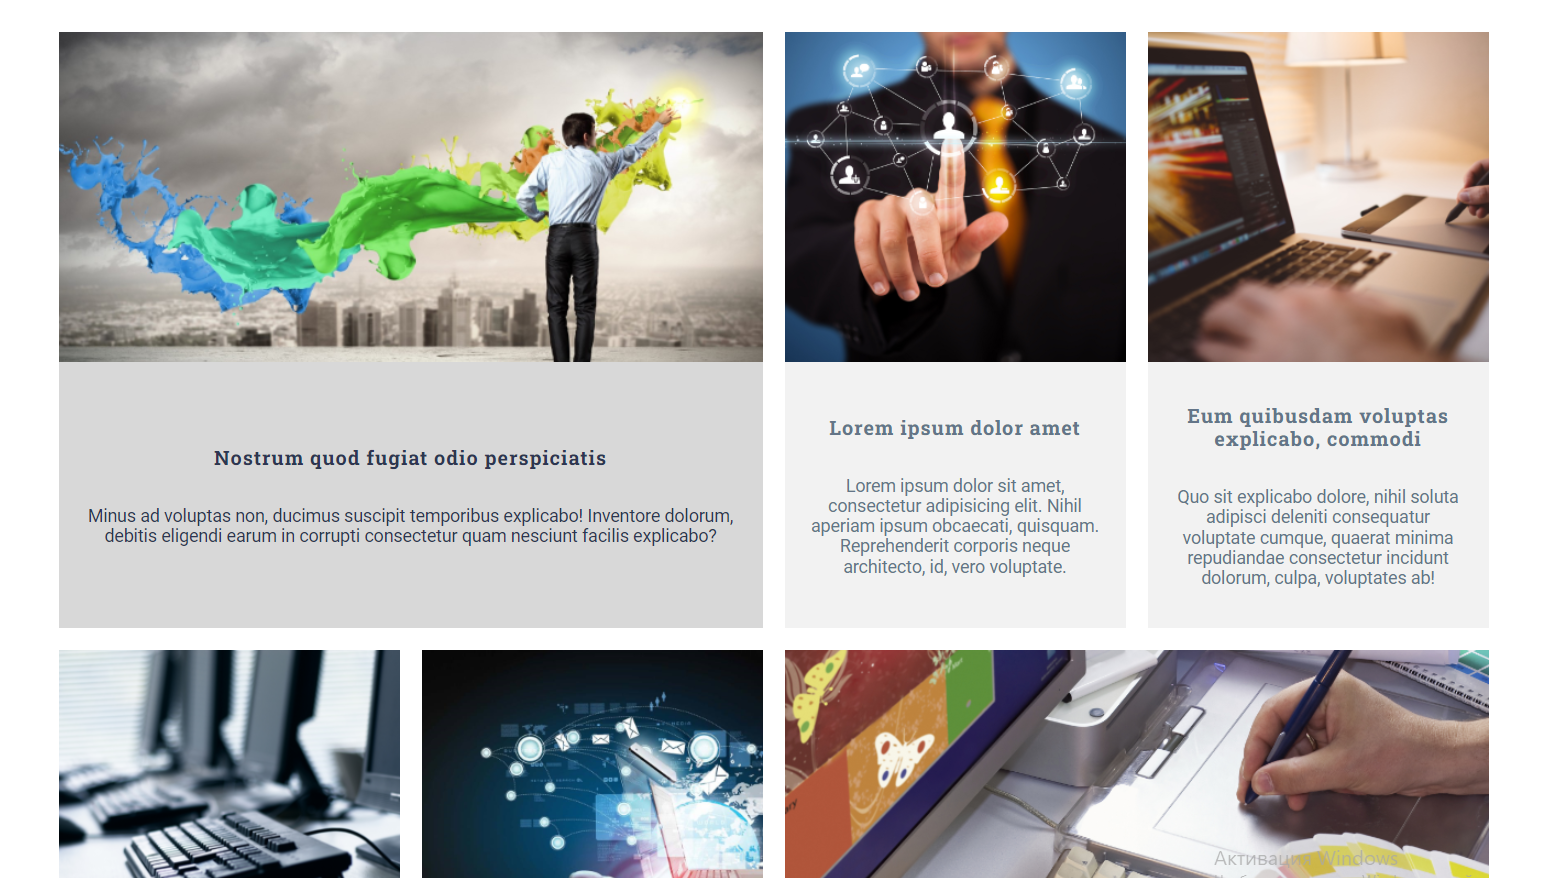 Nostrum quod fugiat odio perspiciatis
Minus ad voluptas non, ducimus suscipit temporibus explicabo! Inventore dolorum,
debitis eligendi earum in corrupti consectetur quam nesciunt facilis explicabo?
Lorem ipsum dolor amet
Lorem ipsum dolor sit amet,
consectetur adipisicing elit. Nihil
aperiam ipsum obcaecati, quisquam.
Reprehenderit corporis neque
architecto, id, vero voluptate.
Eum quibusdam voluptas
explicabo, commodi
Quo sit explicabo dolore, nihil soluta
adipisci deleniti consequatur
voluptate cumque, quaerat minima
repudiandae consectetur incidunt
dolorum, culpa, voluptates ab!
Активация Windows